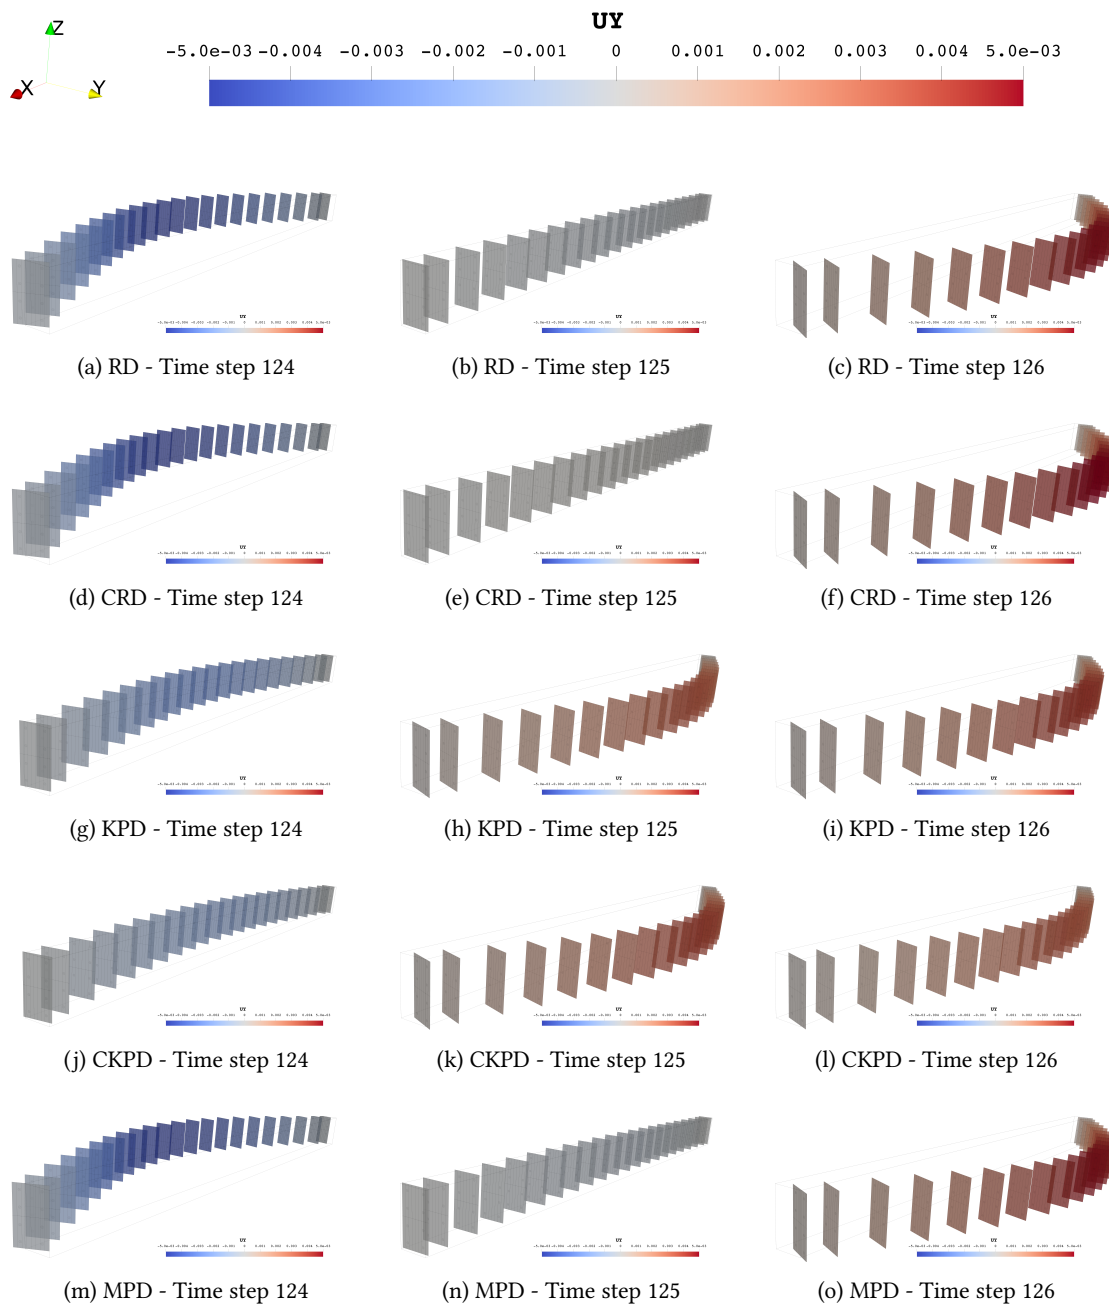 UY
-5.0e-03 -0.004 -0.003 -0.002 -0.001 0 0.001 0.002 0.003 0.004 5.0e-03
Z
X Y
(a) RD - Time step 124
(b) RD - Time step 125
(c) RD - Time step 126
(d) CRD - Time step 124
(e) CRD - Time step 125
(f) CRD - Time step 126
(g) KPD - Time step 124
(h) KPD - Time step 125
(i) KPD - Time step 126
(j) CKPD - Time step 124
(k) CKPD - Time step 125
(l) CKPD - Time step 126
(m) MPD - Time step 124
(n) MPD - Time step 125
(o) MPD - Time step 126